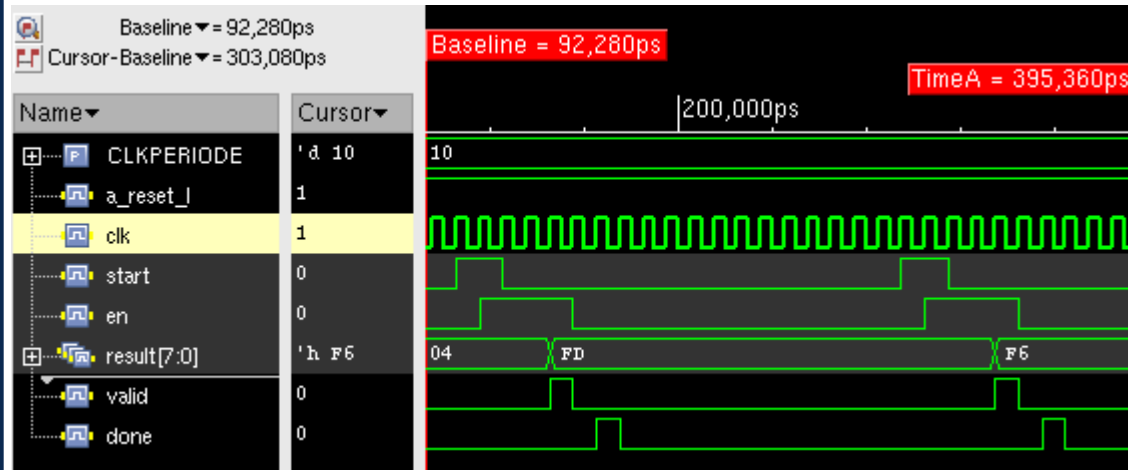 Baseline▼= 92,280ps
Cursor-Baseline▼= 303,080ps
Baseline = 92,280ps
TimeA = 395,360ps
Name▼ Cursor▼ 200,000ps
P CLKPERIODE 'd 10 10
a_reset_l 1
clk 1
start 0
en 0
result[7:0] 'h F6 04 FD F6
valid 0
done 0